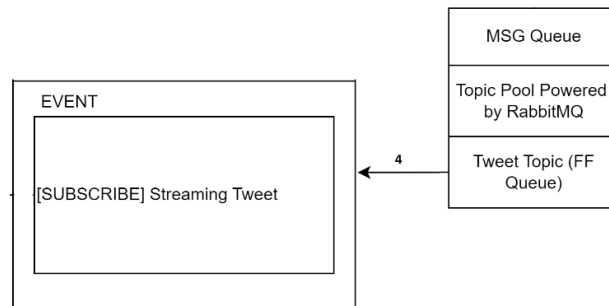 MSG Queue
EVENT
Topic Pool Powered
by RabbitMQ
4
Tweet Topic (FF
Queue)
[SUBSCRIBE] Streaming Tweet